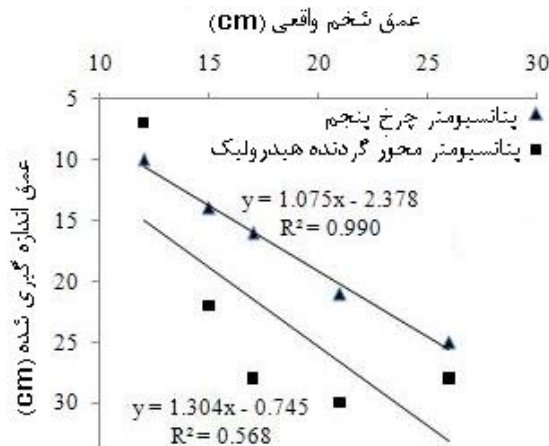 عمق شخم واقعی (cm)
10 15 20 25 30
5
10
15
20
25
30
عمق اندازه گیری شده (cm)
پتانسیومتر چرخ پنجم
پتانسیومتر محور گردنده هیدرولیک
y = 1.075x - 2.378
R² = 0.990
y = 1.304x - 0.745
R² = 0.568